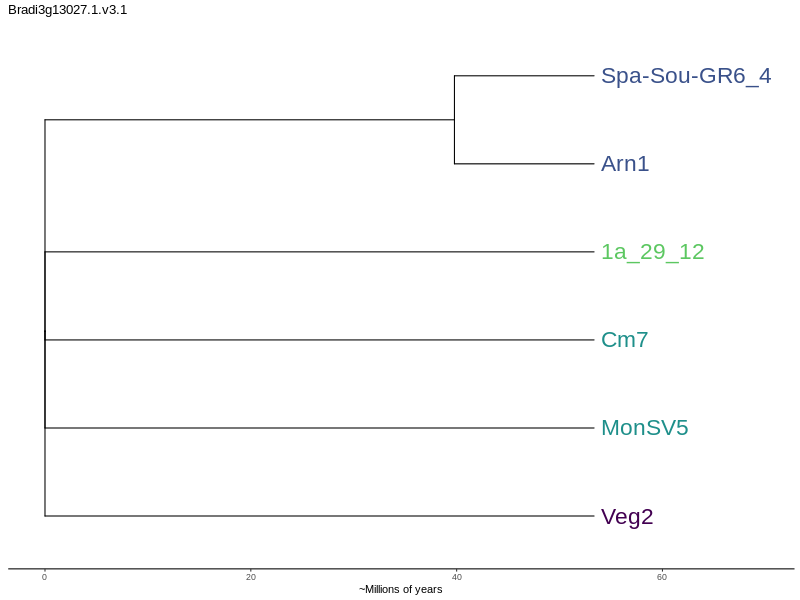 Bradi3g13027.1.v3.1
Spa-Sou-GR6_4
Arn1
1a_29_12
Cm7
MonSV5
Veg2
0 20 40 60
~Millions of years